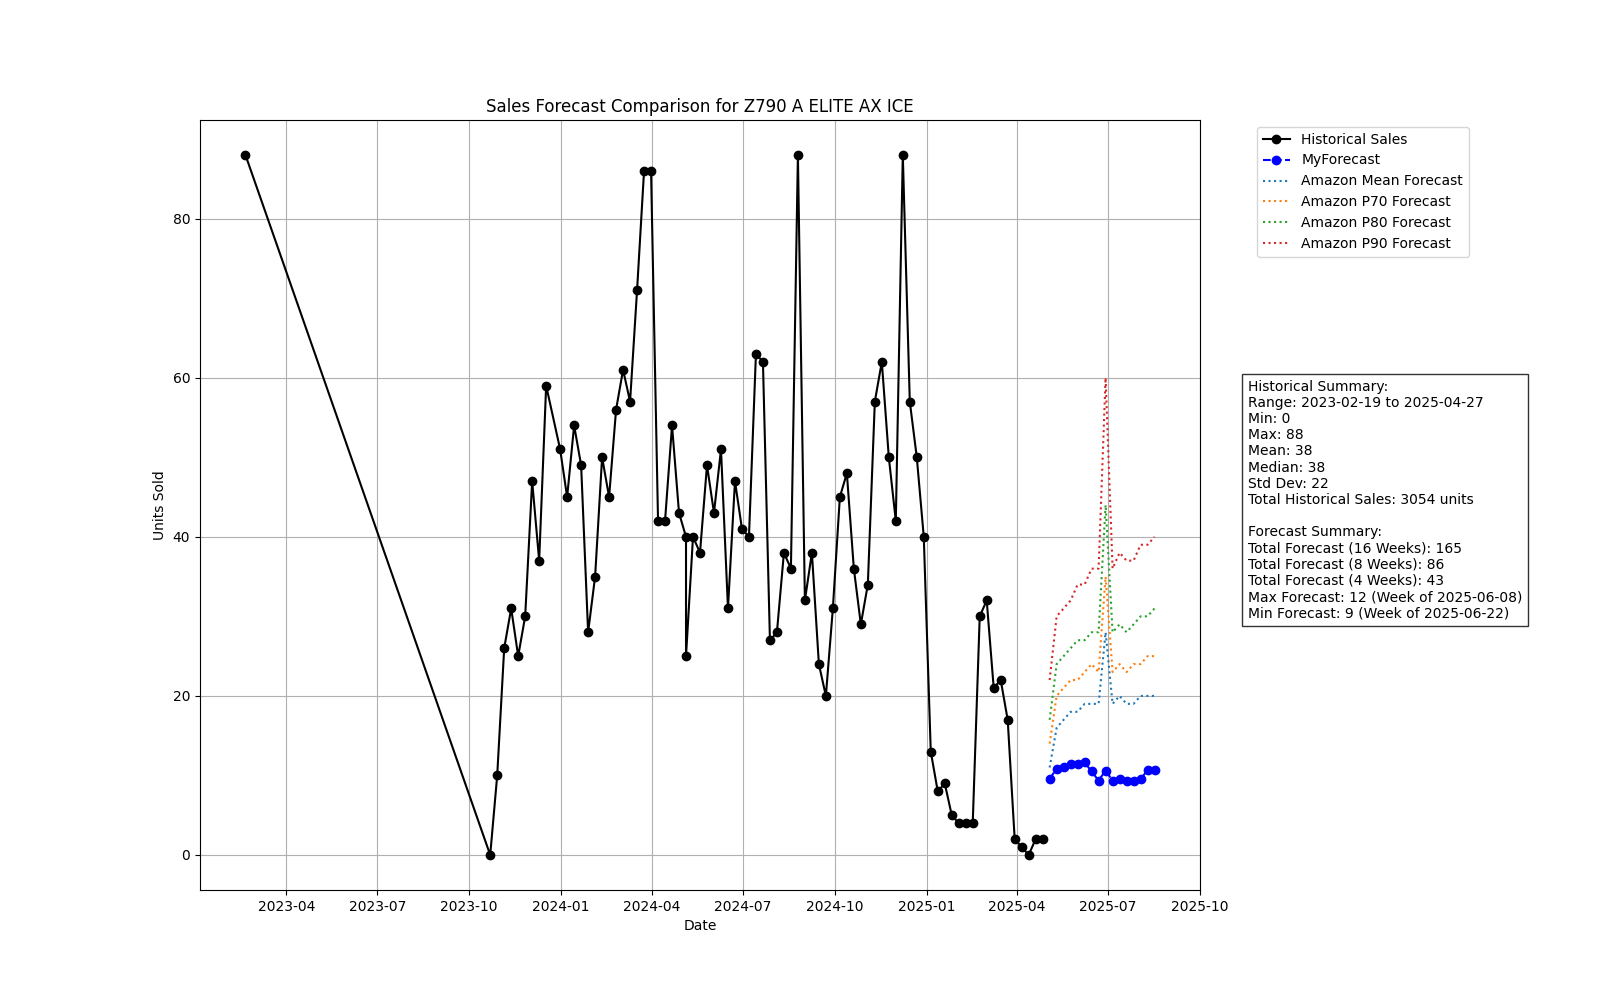 Sales Forecast Comparison for Z790 A ELITE AX ICE
Historical Sales
MyForecast
Amazon Mean Forecast
Amazon P70 Forecast
Amazon P80 Forecast
Amazon P90 Forecast
80
60
40
20
0
Units Sold
Historical Summary:
Range: 2023-02-19 to 2025-04-27
Min: 0
Max: 88
Mean: 38
Median: 38
Std Dev: 22
Total Historical Sales: 3054 units
Forecast Summary:
Total Forecast (16 Weeks): 165
Total Forecast (8 Weeks): 86
Total Forecast (4 Weeks): 43
Max Forecast: 12 (Week of 2025-06-08)
Min Forecast: 9 (Week of 2025-06-22)
2023-04 2023-07 2023-10 2024-01 2024-04 2024-07 2024-10 2025-01 2025-04 2025-07 2025-10
Date